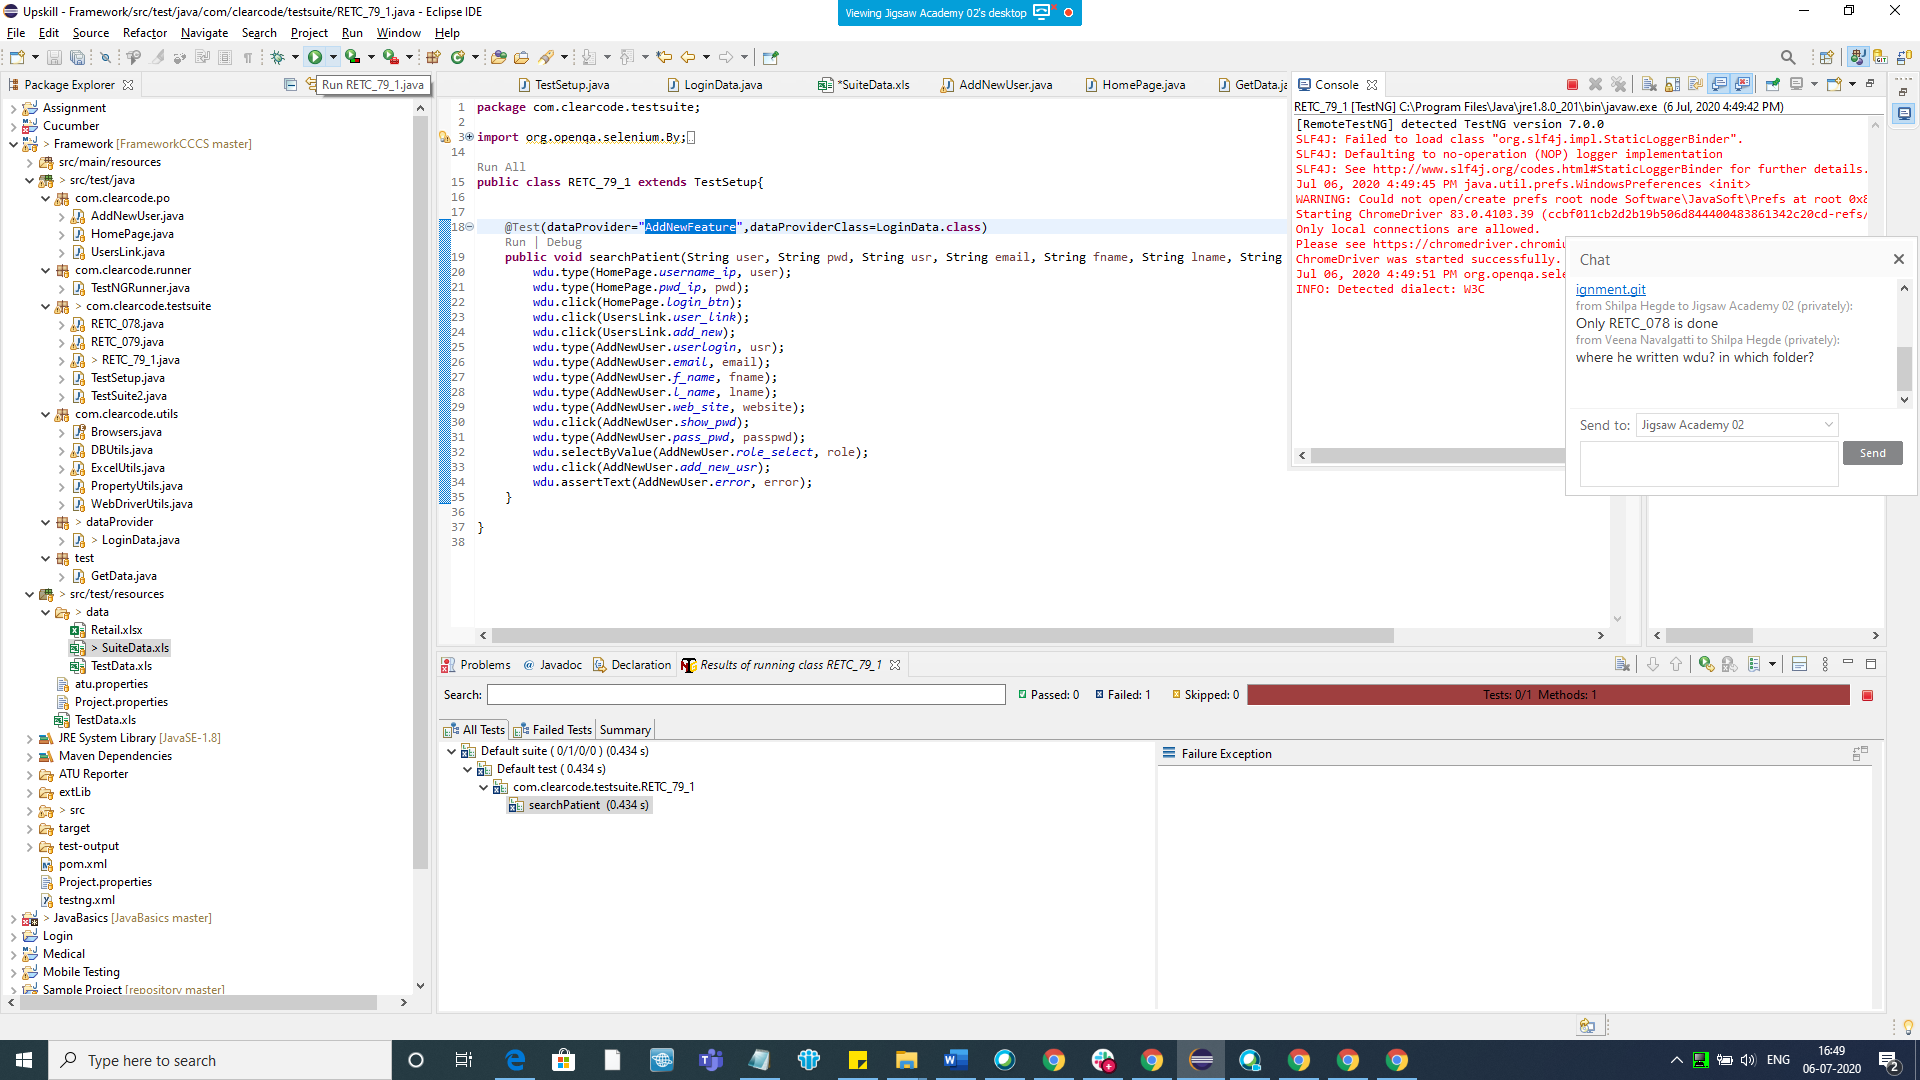 Upskill - Framework/src/test/java/com/clearcode/testsuite/RETC_79_1.java - Eclipse IDE
Viewing Jigsaw Academy 02's desktop
File Edit Source Refactor Navigate Search Project Run Window Help
Package Explorer
Run RETC_79_1.java
Assignment
Cucumber
> Framework [FrameworkCCCS master]
src/main/resources
> src/test/java
com.clearcode.po
AddNewUser.java
HomePage.java
UsersLink.java
com.clearcode.runner
TestNGRunner.java
> com.clearcode.testsuite
RETC_078.java
RETC_079.java
> RETC_79_1.java
TestSetup.java
TestSuite2.java
com.clearcode.utils
Browsers.java
DBUtils.java
ExcelUtils.java
PropertyUtils.java
WebDriverUtils.java
> dataProvider
> LoginData.java
test
GetData.java
> src/test/resources
> data
Retail.xlsx
> SuiteData.xls
TestData.xls
atu.properties
Project.properties
TestData.xls
JRE System Library [JavaSE-1.8]
Maven Dependencies
ATU Reporter
extLib
> src
target
test-output
pom.xml
Project.properties
testng.xml
> JavaBasics [JavaBasics master]
Login
Medical
Mobile Testing
Sample Project [repository master]
TestSetup.java LoginData.java *SuiteData.xls AddNewUser.java HomePage.java GetData.ja
1 package com.clearcode.testsuite;
2
3 import org.openqa.selenium.By;
14
Run All
15 public class RETC_79_1 extends TestSetup{
16
17
18 @Test(dataProvider="AddNewFeature",dataProviderClass=LoginData.class)
Run | Debug
19 public void searchPatient(String user, String pwd, String usr, String email, String fname, String lname, String
20 wdu.type(HomePage.username_ip, user);
21 wdu.type(HomePage.pwd_ip, pwd);
22 wdu.click(HomePage.login_btn);
23 wdu.click(UsersLink.user_link);
24 wdu.click(UsersLink.add_new);
25 wdu.type(AddNewUser.userlogin, usr);
26 wdu.type(AddNewUser.email, email);
27 wdu.type(AddNewUser.f_name, fname);
28 wdu.type(AddNewUser.l_name, lname);
29 wdu.type(AddNewUser.web_site, website);
30 wdu.click(AddNewUser.show_pwd);
31 wdu.type(AddNewUser.pass_pwd, passpwd);
32 wdu.selectByValue(AddNewUser.role_select, role);
33 wdu.click(AddNewUser.add_new_usr);
34 wdu.assertText(AddNewUser.error, error);
35 }
36
37 }
38
Console
RETC_79_1 [TestNG] C:\Program Files\Java\jre1.8.0_201\bin\javaw.exe (6 Jul, 2020 4:49:42 PM)
[RemoteTestNG] detected TestNG version 7.0.0
SLF4J: Failed to load class "org.slf4j.impl.StaticLoggerBinder".
SLF4J: Defaulting to no-operation (NOP) logger implementation
SLF4J: See http://www.slf4j.org/codes.html#StaticLoggerBinder for further details.
Jul 06, 2020 4:49:45 PM java.util.prefs.WindowsPreferences <init>
WARNING: Could not open/create prefs root node Software\JavaSoft\Prefs at root 0x8
Starting ChromeDriver 83.0.4103.39 (ccbf011cb2d2b19b506d844400483861342c20cd-refs/
Only local connections are allowed.
Please see https://chromedriver.chromiu
ChromeDriver was started successfully.
Jul 06, 2020 4:49:51 PM org.openqa.sele
INFO: Detected dialect: W3C
Chat
ignment.git
from Shilpa Hegde to Jigsaw Academy 02 (privately):
Only RETC_078 is done
from Veena Navalgatti to Shilpa Hegde (privately):
where he written wdu? in which folder?
Send to: Jigsaw Academy 02
Send
Problems Javadoc Declaration Results of running class RETC_79_1
Search: Passed: 0 Failed: 1 Skipped: 0 Tests: 0/1 Methods: 1
All Tests Failed Tests Summary
Default suite ( 0/1/0/0 ) (0.434 s)
Default test ( 0.434 s)
com.clearcode.testsuite.RETC_79_1
searchPatient (0.434 s)
Failure Exception
Type here to search
ENG
16:49
06-07-2020
2